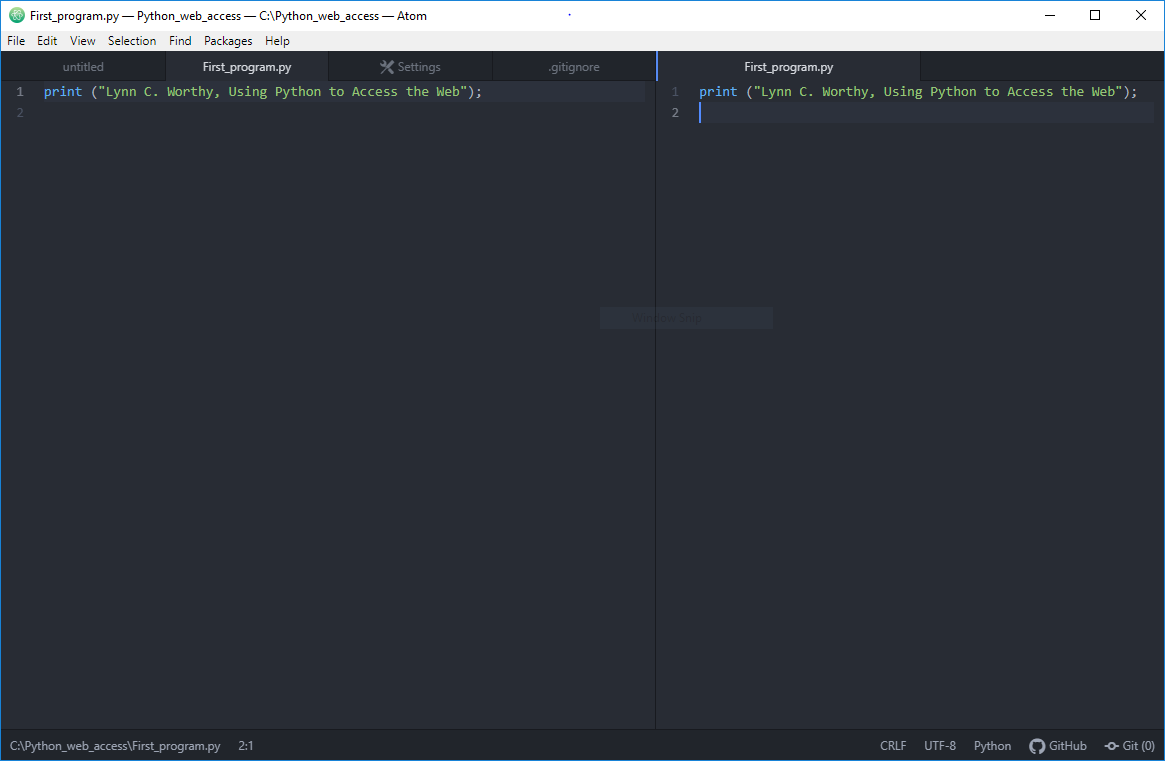 First_program.py — Python_web_access — C:\Python_web_access — Atom
File Edit View Selection Find Packages Help
untitled First_program.py Settings .gitignore First_program.py
1 print ("Lynn C. Worthy, Using Python to Access the Web");
2
1 print ("Lynn C. Worthy, Using Python to Access the Web");
2
Window Snip
C:\Python_web_access\First_program.py 2:1 CRLF UTF-8 Python GitHub Git (0)